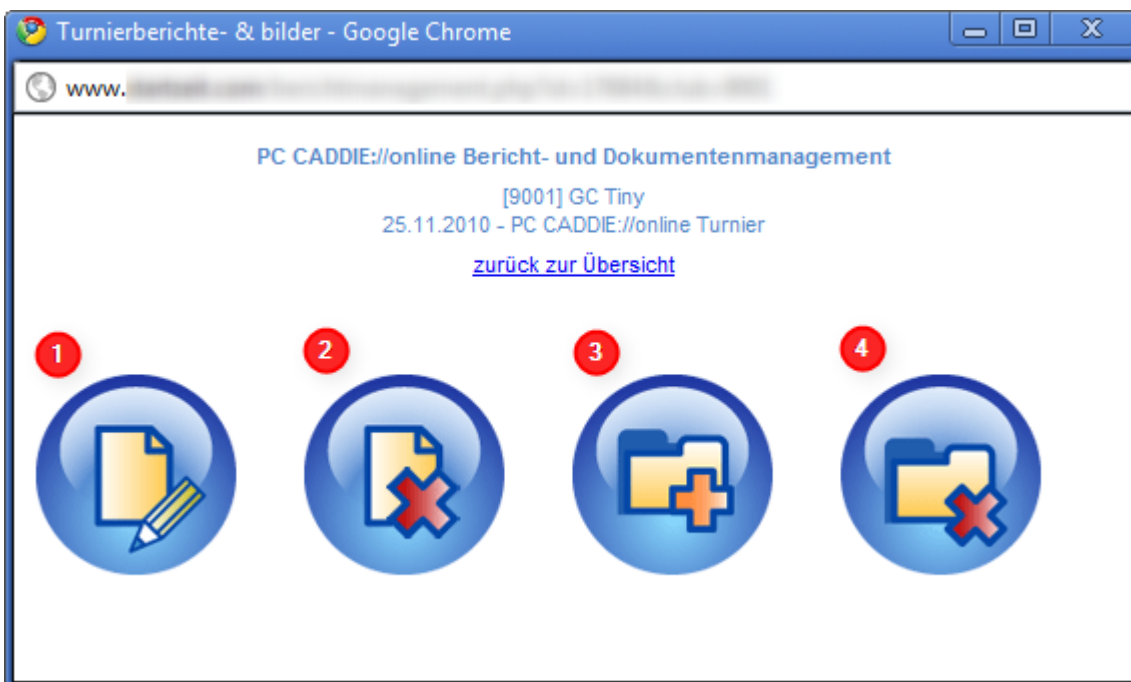 Turnierberichte- & bilder - Google Chrome
www.
PC CADDIE://online Bericht- und Dokumentenmanagement
[9001] GC Tiny
25.11.2010 - PC CADDIE://online Turnier
zurück zur Übersicht
1 2 3 4